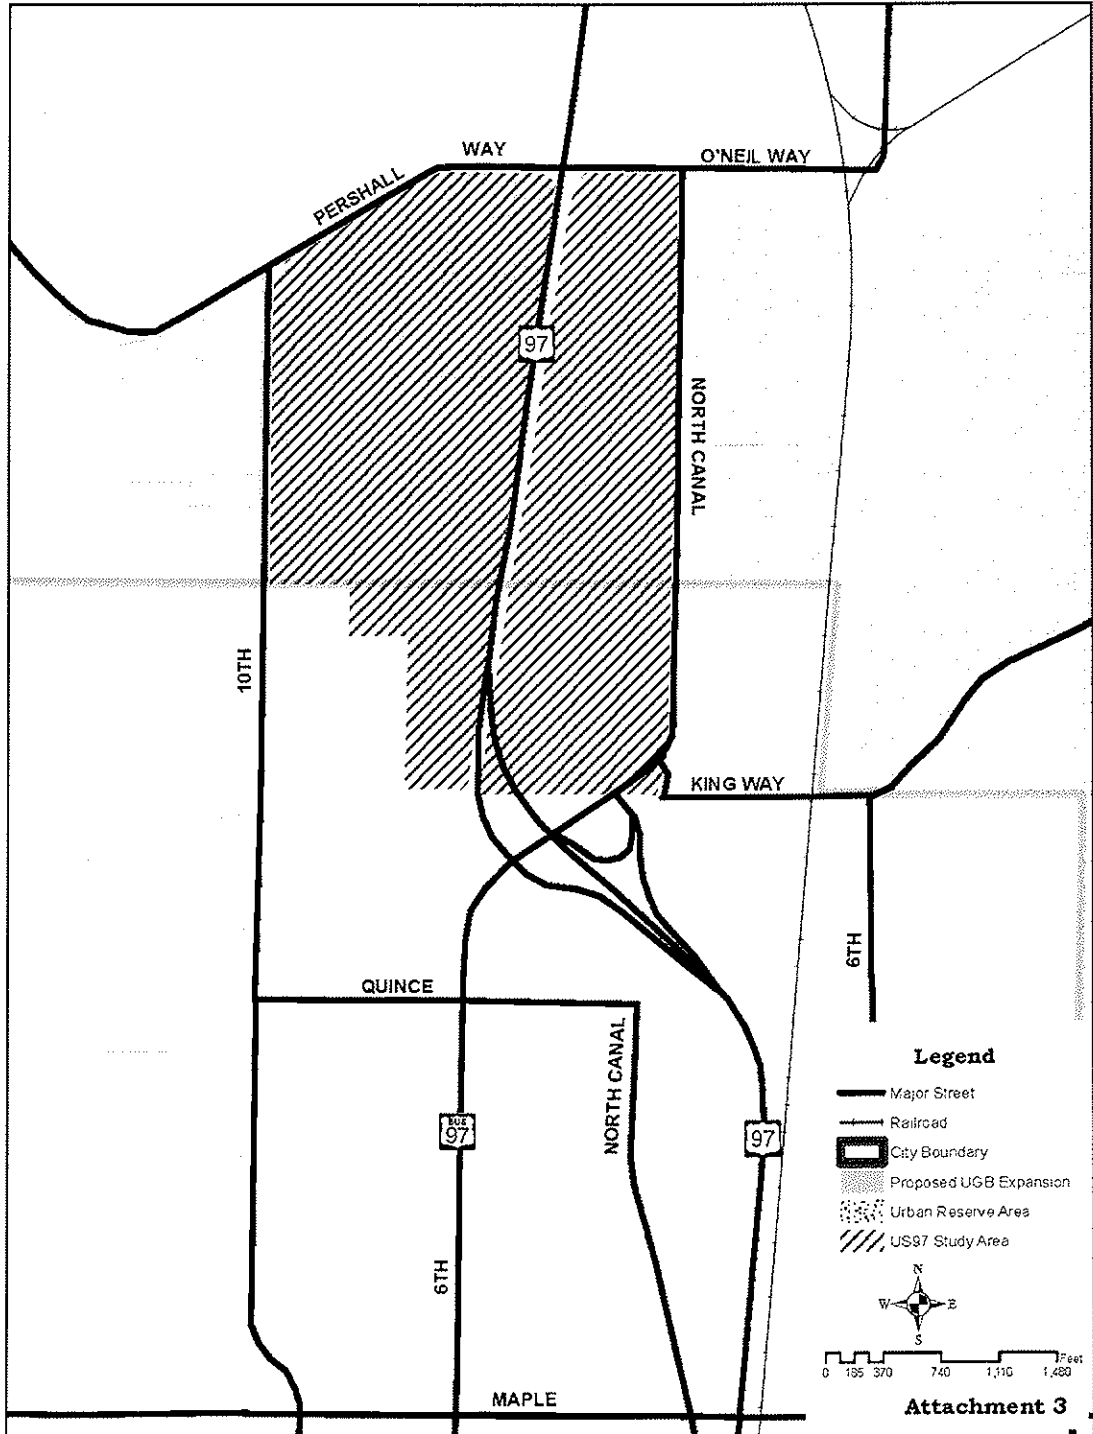 WAY
O'NEIL WAY
PERSHALL
97
NORTH CANAL
10TH
KING WAY
6TH
QUINCE
NORTH CANAL
BUS
97
97
6TH
MAPLE
Legend
Major Street
Railroad
City Boundary
Proposed UGB Expansion
Urban Reserve Area
US97 Study Area
N
W E
S
0 185 370 740 1,110 1,480 Feet
Attachment 3